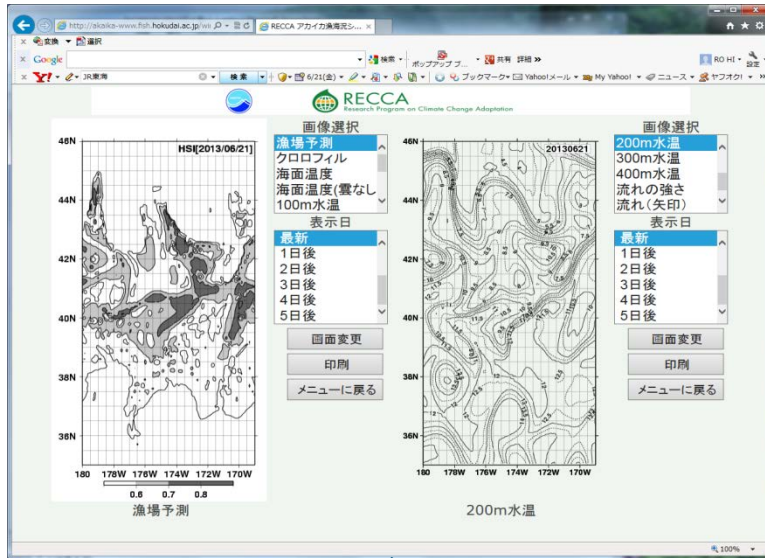 http://akaika-www.fish.hokudai.ac.jp/wi
RECCA アカイカ漁海況シ...
変換 選択
Google
検索 ポップアップ ブ... 共有 詳細 »
RO HI
設定
Y! JR東海
検索 6/21(金) ブックマーク Yahoo!メール My Yahoo! ニュース ヤフオク!
RECCA
Research Program on Climate Change Adaptation
HSI[2013/06/21]
46N
44N
42N
40N
38N
36N
180 178W 176W 174W 172W 170W
0.6 0.7 0.8
漁場予測
画像選択
漁場予測
クロロフィル
海面温度
海面温度(雲なし
100m水温
表示日
最新
1日後
2日後
3日後
4日後
5日後
画面変更
印刷
メニューに戻る
20130621
46N
44N
42N
40N
38N
36N
180 178W 176W 174W 172W 170W
200m水温
画像選択
200m水温
300m水温
400m水温
流れの強さ
流れ(矢印)
表示日
最新
1日後
2日後
3日後
4日後
5日後
画面変更
印刷
メニューに戻る
100%